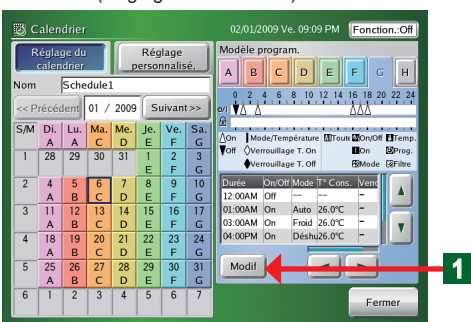 Calendrier
02/01/2009 Ve. 09:09 PM
Fonction.:Off
Réglage du calendrier
Réglage personnalisé.
Nom
Schedule1
<< Précédent
01 / 2009
Suivant >>
S/M Di. Lu. Ma. Me. Je. Ve. Sa.
A B C D E F G
1 28 29 30 31 1 2 3
E F G
2 4 5 6 7 8 9 10
A B C D E F G
3 11 12 13 14 15 16 17
A B C D E F G
4 18 19 20 21 22 23 24
A B C D E F G
5 25 26 27 28 29 30 31
A B C D E F G
6 1 2 3 4 5 6 7
Modèle program.
A B C D E F G H
0 2 4 6 8 10 12 14 16 18 20 22 24
o/I
On Mode/Température Toute On/Off Temp.
Off Verrouillage T. On On Prog.
Verrouillage T. Off Mode Filtre
Durée On/Off Mode T° Cons. Verro
12:00AM Off -- -- -
01:00AM On Auto 26.0°C -
03:00AM On Froid 26.0°C -
04:00PM On Déshu 26.0°C -
Modif
Fermer
1